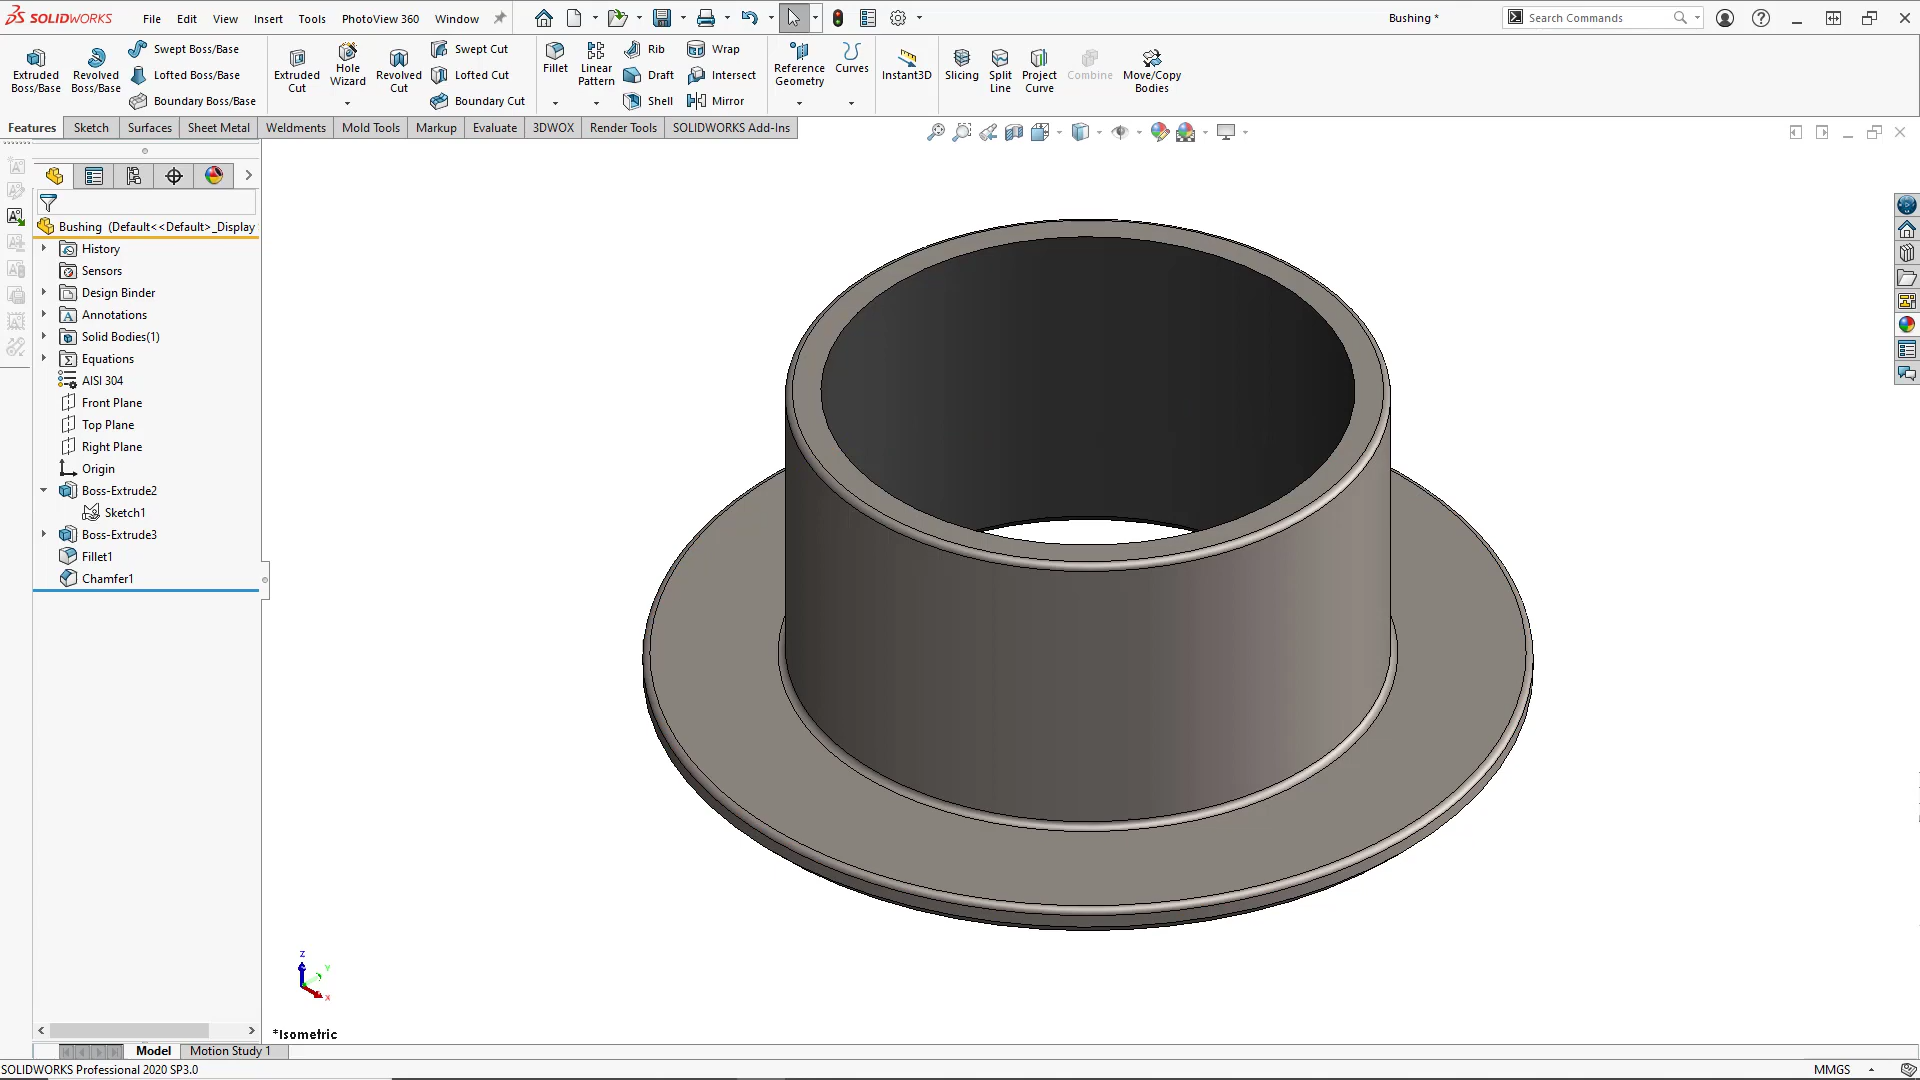 SOLIDWORKS File Edit View Insert Tools PhotoView 360 Window Bushing * Search Commands
Extruded Boss/Base
Revolved Boss/Base
Swept Boss/Base
Lofted Boss/Base
Boundary Boss/Base
Extruded Cut
Hole Wizard
Revolved Cut
Swept Cut
Lofted Cut
Boundary Cut
Fillet
Linear Pattern
Rib
Draft
Shell
Wrap
Intersect
Mirror
Reference Geometry
Curves
Instant3D
Slicing
Split Line
Project Curve
Combine
Move/Copy Bodies
Features Sketch Surfaces Sheet Metal Weldments Mold Tools Markup Evaluate 3DWOX Render Tools SOLIDWORKS Add-Ins
Bushing (Default<<Default>_Display
History
Sensors
Design Binder
Annotations
Solid Bodies(1)
Equations
AISI 304
Front Plane
Top Plane
Right Plane
Origin
Boss-Extrude2
Sketch1
Boss-Extrude3
Fillet1
Chamfer1
Z
Y
X
*Isometric
Model Motion Study 1
SOLIDWORKS Professional 2020 SP3.0 MMGS